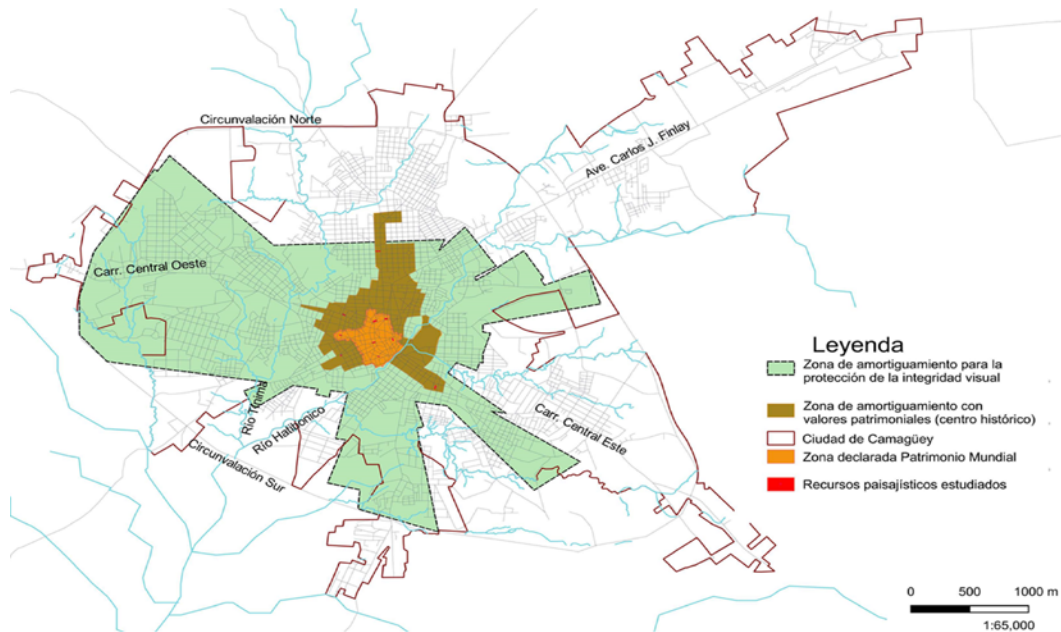 Circunvalación Norte
Ave. Carlos J. Finlay
Carr. Central Oeste
Río Tínima
Río Hatibonico
Circunvalación Sur
Carr. Central Este
Leyenda
Zona de amortiguamiento para la
protección de la integridad visual
Zona de amortiguamiento con
valores patrimoniales (centro histórico)
Ciudad de Camagüey
Zona declarada Patrimonio Mundial
Recursos paisajísticos estudiados
0 500 1000 m
1:65,000